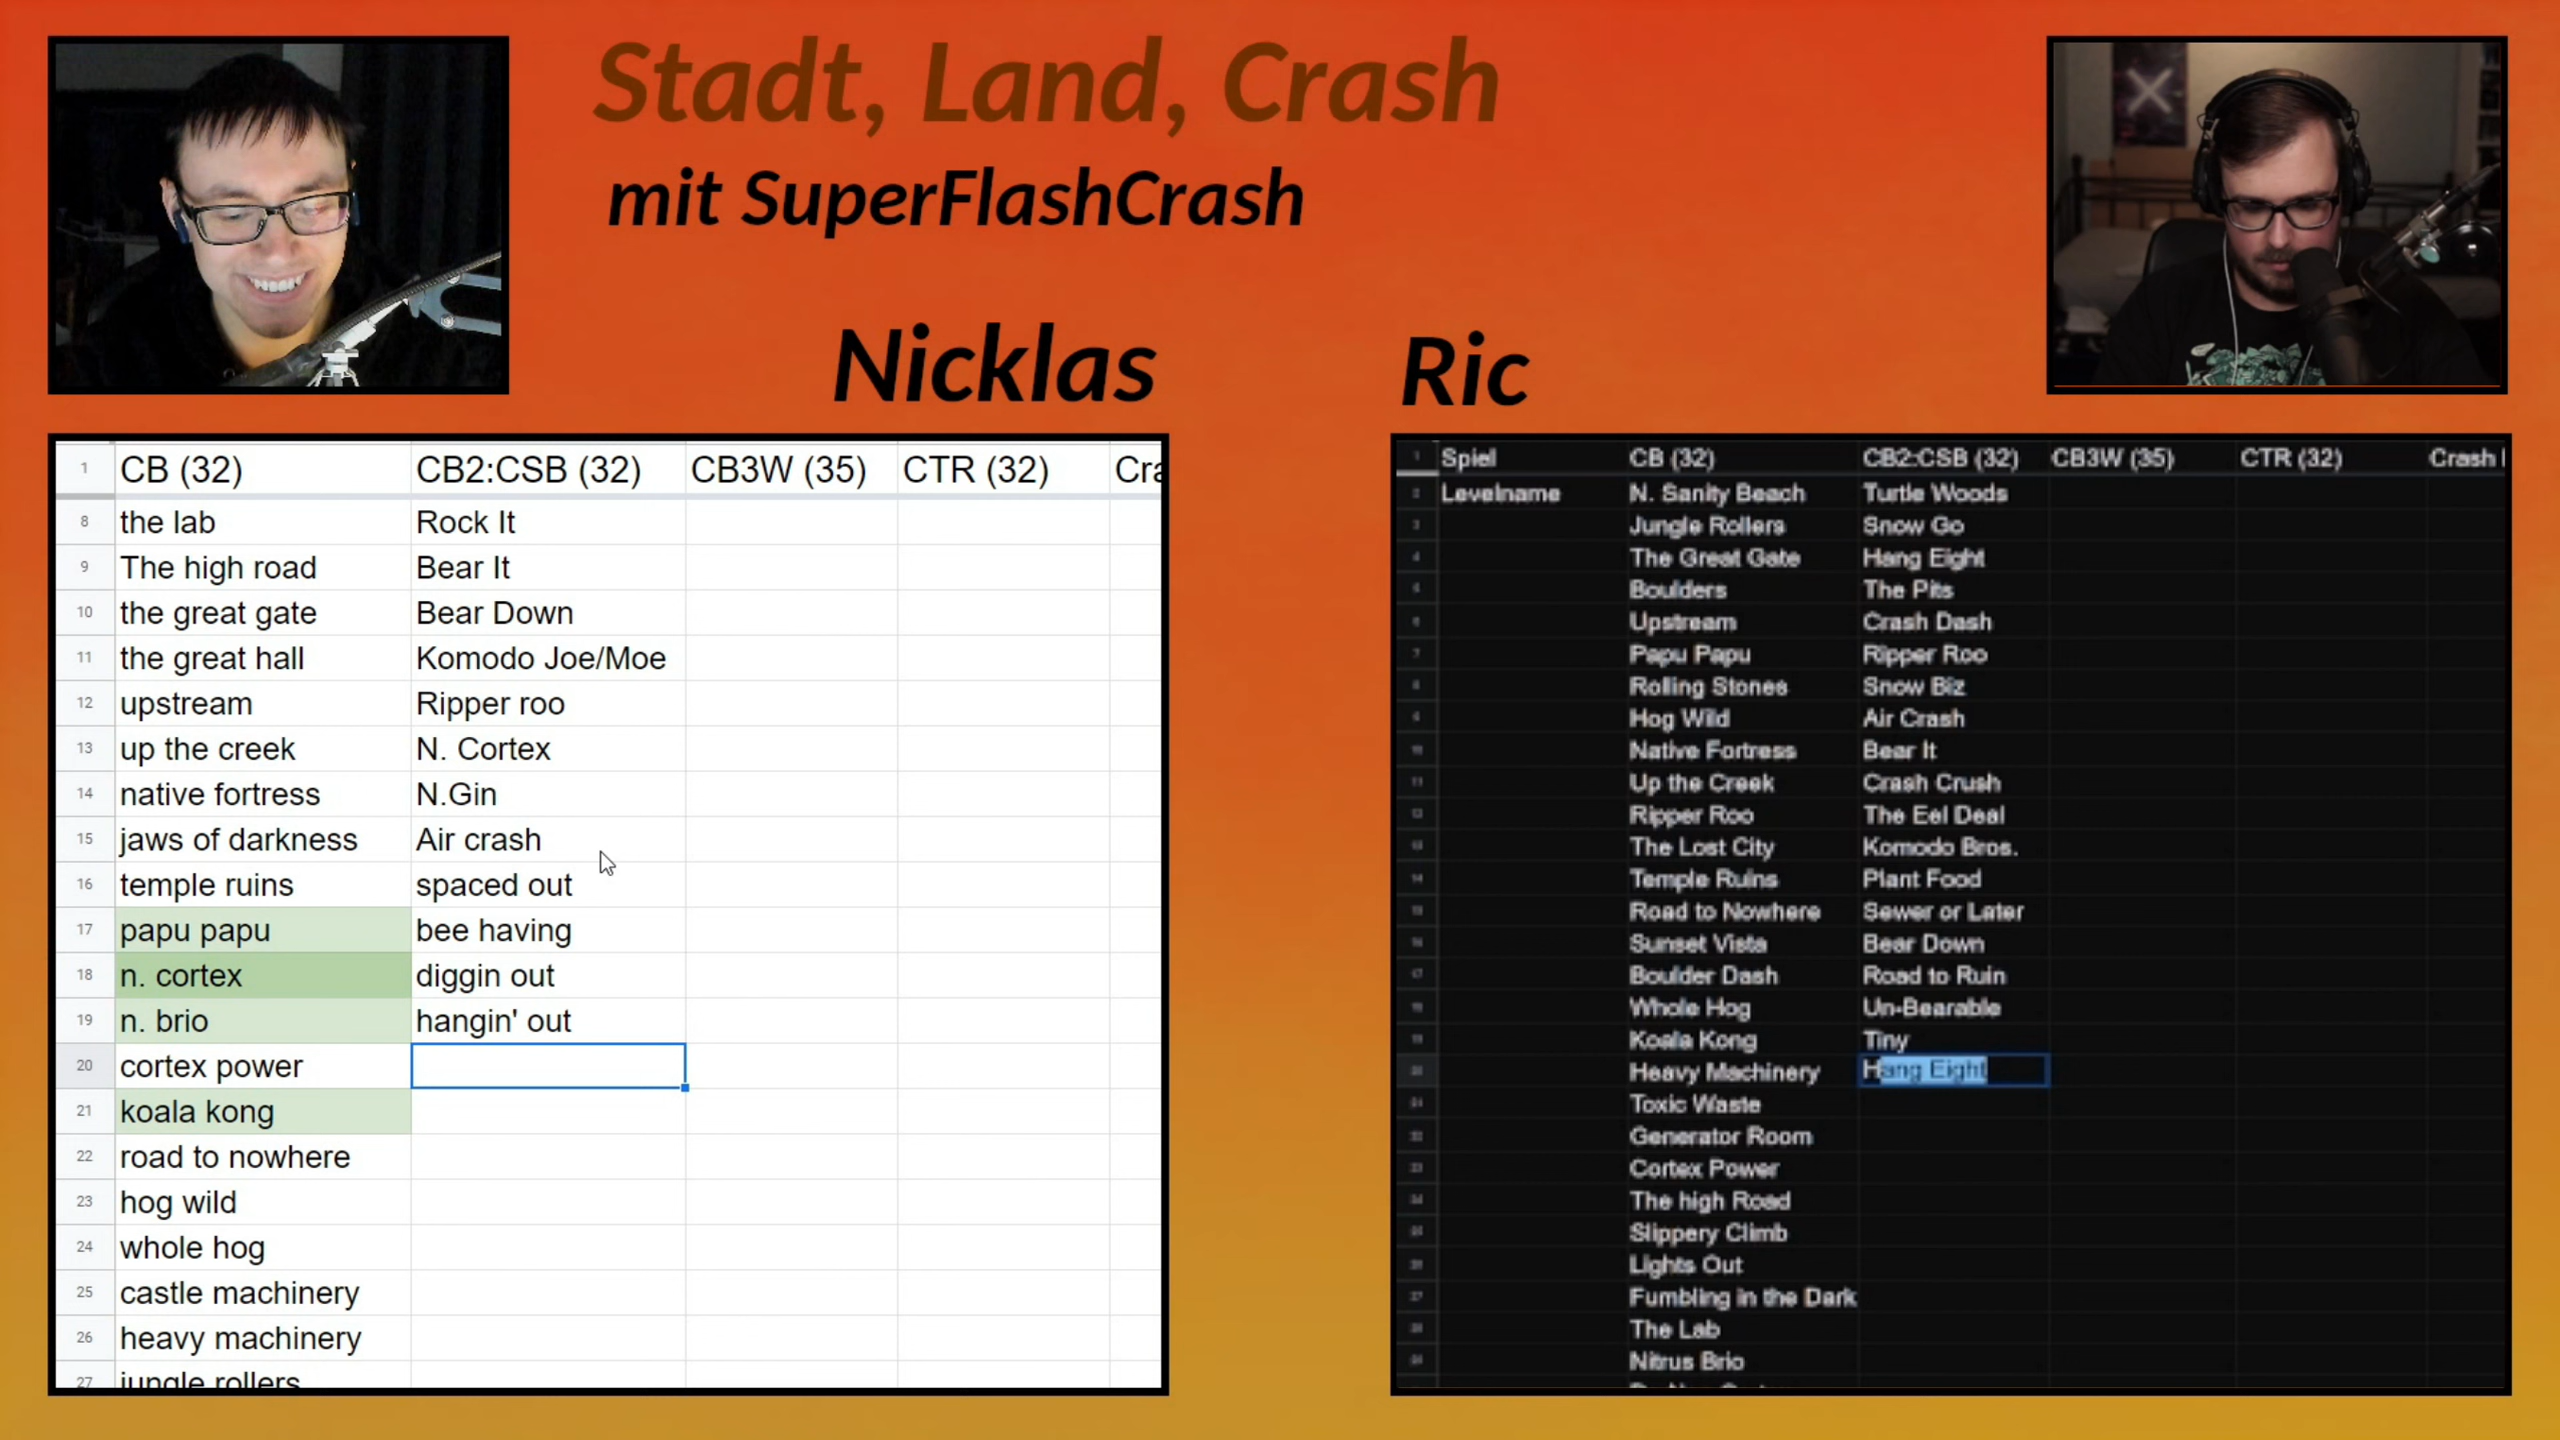 Stadt, Land, Crash
mit SuperFlashCrash
Nicklas
Ric
1 CB (32) CB2:CSB (32) CB3W (35) CTR (32) Cra
8 the lab Rock It
9 The high road Bear It
10 the great gate Bear Down
11 the great hall Komodo Joe/Moe
12 upstream Ripper roo
13 up the creek N. Cortex
14 native fortress N.Gin
15 jaws of darkness Air crash
16 temple ruins spaced out
17 papu papu bee having
18 n. cortex diggin out
19 n. brio hangin' out
20 cortex power
21 koala kong
22 road to nowhere
23 hog wild
24 whole hog
25 castle machinery
26 heavy machinery
27 jungle rollers
Spiel CB (32) CB2:CSB (32) CB3W (35) CTR (32) Crash
Levelname N. Sanity Beach Turtle Woods
Jungle Rollers Snow Go
The Great Gate Hang Eight
Boulders The Pits
Upstream Crash Dash
Papu Papu Ripper Roo
Rolling Stones Snow Biz
Hog Wild Air Crash
Native Fortress Bear It
Up the Creek Crash Crush
Ripper Roo The Eel Deal
The Lost City Komodo Bros.
Temple Ruins Plant Food
Road to Nowhere Sewer or Later
Sunset Vista Bear Down
Boulder Dash Road to Ruin
Whole Hog Un-Bearable
Koala Kong Tiny
Heavy Machinery Hang Eight
Toxic Waste
Generator Room
Cortex Power
The high Road
Slippery Climb
Lights Out
Fumbling in the Dark
The Lab
Nitrus Brio